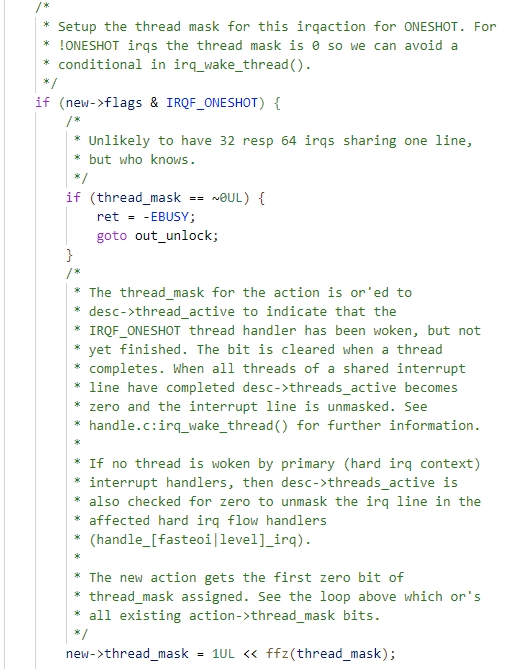 /*
* Setup the thread mask for this irqaction for ONESHOT. For
* !ONESHOT irqs the thread mask is 0 so we can avoid a
* conditional in irq_wake_thread().
*/
if (new->flags & IRQF_ONESHOT) {
/*
* Unlikely to have 32 resp 64 irqs sharing one line,
* but who knows.
*/
if (thread_mask == ~0UL) {
ret = -EBUSY;
goto out_unlock;
}
/*
* The thread_mask for the action is or'ed to
* desc->thread_active to indicate that the
* IRQF_ONESHOT thread handler has been woken, but not
* yet finished. The bit is cleared when a thread
* completes. When all threads of a shared interrupt
* line have completed desc->threads_active becomes
* zero and the interrupt line is unmasked. See
* handle.c:irq_wake_thread() for further information.
*
* If no thread is woken by primary (hard irq context)
* interrupt handlers, then desc->threads_active is
* also checked for zero to unmask the irq line in the
* affected hard irq flow handlers
* (handle_[fasteoi|level]_irq).
*
* The new action gets the first zero bit of
* thread_mask assigned. See the loop above which or's
* all existing action->thread_mask bits.
*/
new->thread_mask = 1UL << ffz(thread_mask);